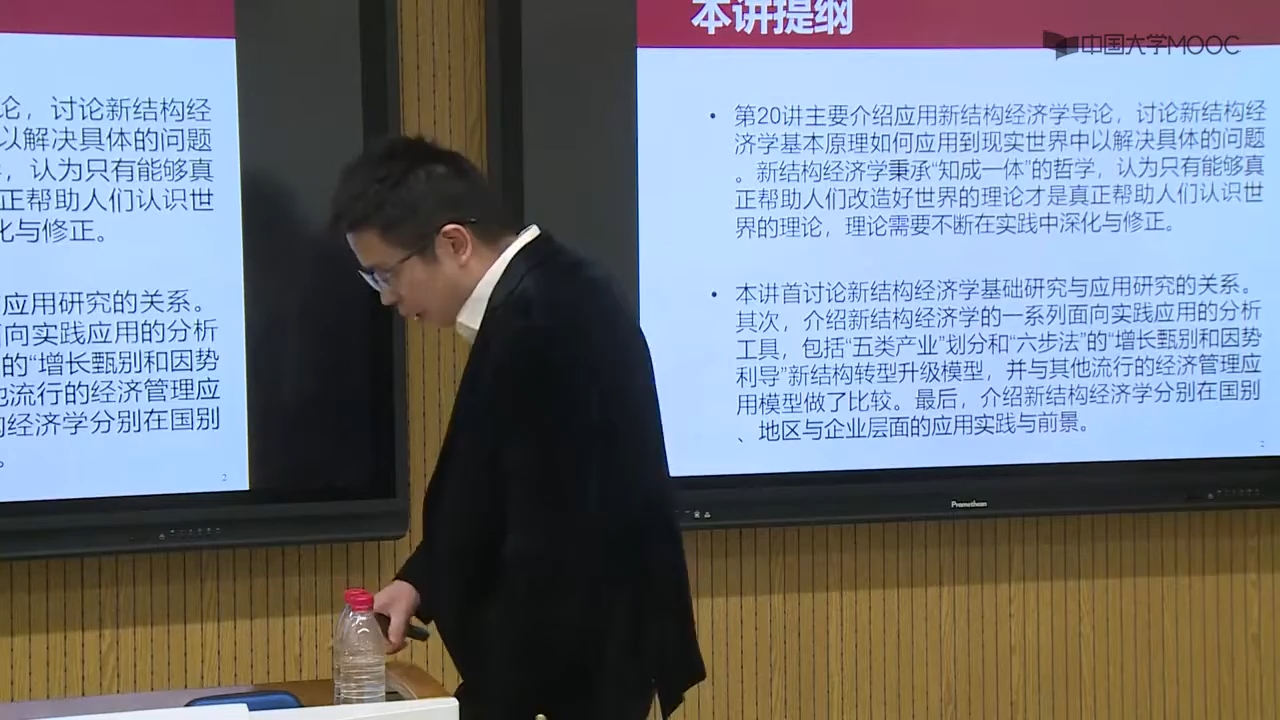 论，讨论新结构经
以解决具体的问题
，认为只有能够真
正帮助人们认识世
化与修正。
应用研究的关系。
面向实践应用的分析
的“增长甄别和因势
他流行的经济管理应
构经济学分别在国别
。
2
本讲提纲
中国大学MOOC
• 第20讲主要介绍应用新结构经济学导论，讨论新结构经
济学基本原理如何应用到现实世界中以解决具体的问题
。新结构经济学秉承“知成一体”的哲学，认为只有能够真
正帮助人们改造好世界的理论才是真正帮助人们认识世
界的理论，理论需要不断在实践中深化与修正。
• 本讲首讨论新结构经济学基础研究与应用研究的关系。
其次，介绍新结构经济学的一系列面向实践应用的分析
工具，包括“五类产业”划分和“六步法”的“增长甄别和因势
利导”新结构转型升级模型，并与其他流行的经济管理应
用模型做了比较。最后，介绍新结构经济学分别在国别
、地区与企业层面的应用实践与前景。
2
Promethean